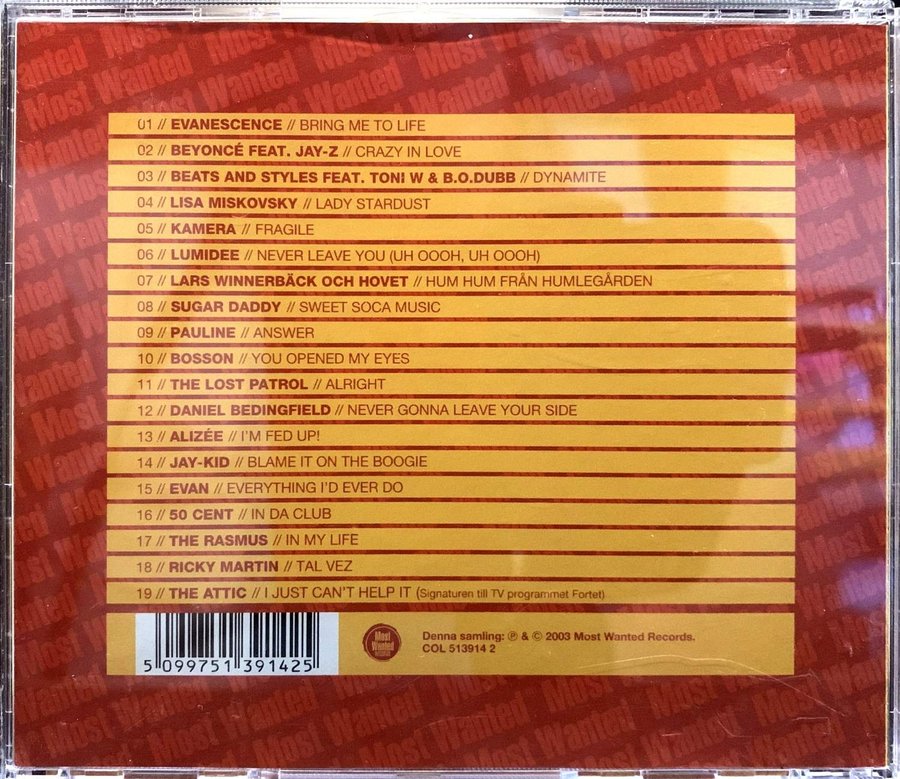 01 // EVANESCENCE // BRING ME TO LIFE
02 // BEYONCÉ FEAT. JAY-Z // CRAZY IN LOVE
03 // BEATS AND STYLES FEAT. TONI W & B.O.DUBB // DYNAMITE
04 // LISA MISKOVSKY // LADY STARDUST
05 // KAMERA // FRAGILE
06 // LUMIDEE // NEVER LEAVE YOU (UH OOOH, UH OOOH)
07 // LARS WINNERBÄCK OCH HOVET // HUM HUM FRÅN HUMLEGÅRDEN
08 // SUGAR DADDY // SWEET SOCA MUSIC
09 // PAULINE // ANSWER
10 // BOSSON // YOU OPENED MY EYES
11 // THE LOST PATROL // ALRIGHT
12 // DANIEL BEDINGFIELD // NEVER GONNA LEAVE YOUR SIDE
13 // ALIZÉE // I'M FED UP!
14 // JAY-KID // BLAME IT ON THE BOOGIE
15 // EVAN // EVERYTHING I'D EVER DO
16 // 50 CENT // IN DA CLUB
17 // THE RASMUS // IN MY LIFE
18 // RICKY MARTIN // TAL VEZ
19 // THE ATTIC // I JUST CAN'T HELP IT (Signaturen till TV programmet Fortet)
5 099751 391425
Most Wanted
Denna samling: ℗ & © 2003 Most Wanted Records.
COL 513914 2